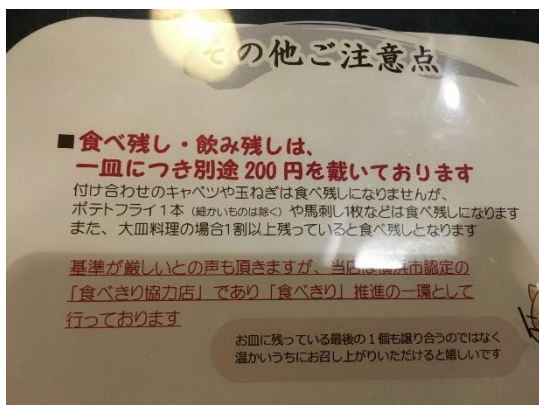 その他ご注意点
■食べ残し・飲み残しは、
一皿につき別途200円を戴いております
付け合わせのキャベツや玉ねぎは食べ残しになりませんが、
ポテトフライ1本（細かいものは除く）や馬刺し1枚などは食べ残しになります
また、大皿料理の場合1割以上残っていると食べ残しとなります
基準が厳しいとの声も頂きますが、当店は横浜市認定の
「食べきり協力店」であり「食べきり」推進の一環として
行っております
お皿に残っている最後の1個も譲り合うのではなく
温かいうちにお召し上がりいただけると嬉しいです